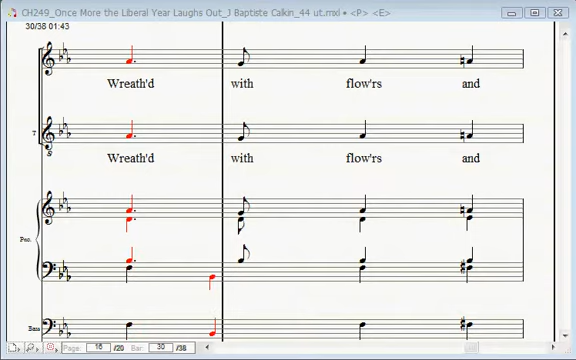 CH249_Once More the Liberal Year Laughs Out_J Baptiste Calkin_44 ut.mxl • <P> <E>
30/38 01:43
Wreath'd with flow'rs and
7
8
Wreath'd with flow'rs and
Pno.
Bass
Page: 16 /20 Bar: 30 /38